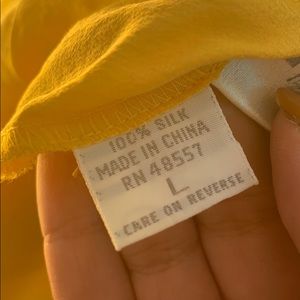 100% SILK
MADE IN CHINA
RN 48557
L
CARE ON REVERSE